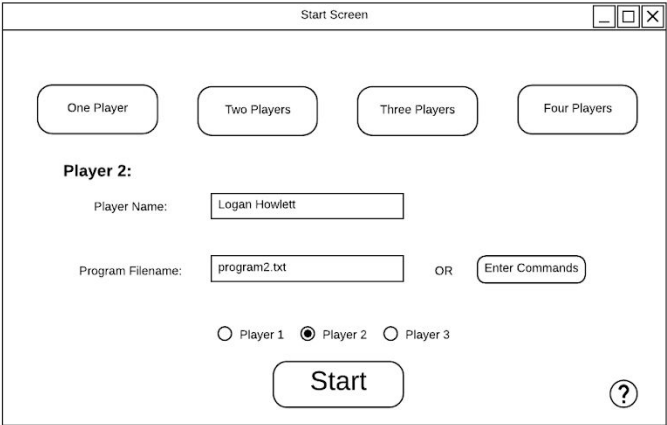 Start Screen
One Player
Two Players
Three Players
Four Players
Player 2:
Player Name:
Logan Howlett
Program Filename:
program2.txt
OR
Enter Commands
Player 1
Player 2
Player 3
Start
?